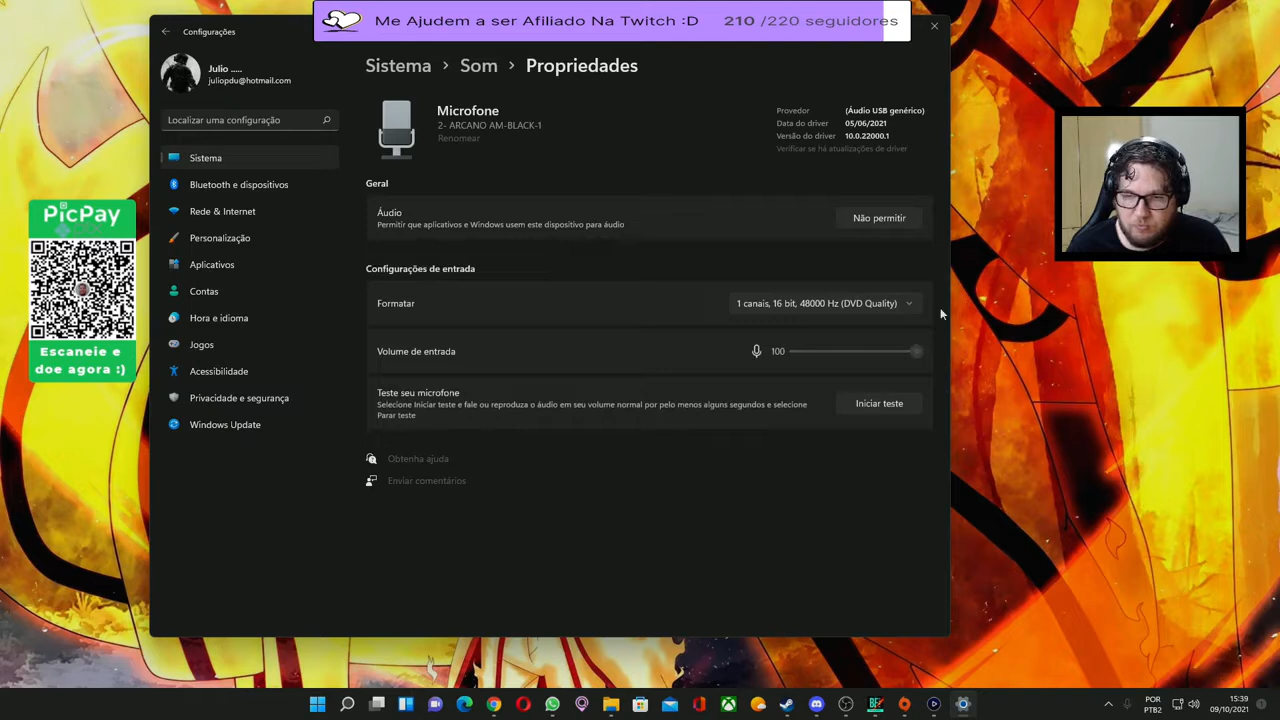 Me Ajudem a ser Afiliado Na Twitch :D 210 /220 seguidores
Configurações
Julio .....
juliopdu@hotmail.com
Localizar uma configuração
Sistema
Bluetooth e dispositivos
Rede & Internet
Personalização
Aplicativos
Contas
Hora e idioma
Jogos
Acessibilidade
Privacidade e segurança
Windows Update
Sistema > Som > Propriedades
Microfone
2- ARCANO AM-BLACK-1
Renomear
Provedor (Áudio USB genérico)
Data do driver 05/06/2021
Versão do driver 10.0.22000.1
Verificar se há atualizações de driver
Geral
Áudio
Permitir que aplicativos e Windows usem este dispositivo para áudio
Não permitir
Configurações de entrada
Formatar
1 canais, 16 bit, 48000 Hz (DVD Quality)
Volume de entrada
100
Teste seu microfone
Selecione Iniciar teste e fale ou reproduza o áudio em seu volume normal por pelo menos alguns segundos e selecione
Parar teste
Iniciar teste
Obtenha ajuda
Enviar comentários
PicPay
Escaneie e
doe agora :)
POR
PTB2
15:39
09/10/2021